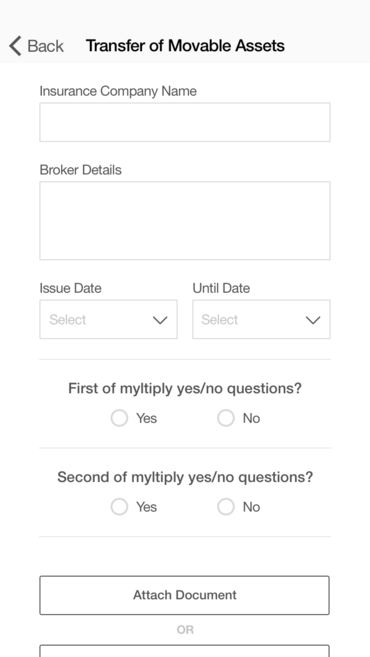 Back Transfer of Movable Assets
Insurance Company Name
Broker Details
Issue Date Until Date
Select Select
First of myltiply yes/no questions?
Yes No
Second of myltiply yes/no questions?
Yes No
Attach Document
OR